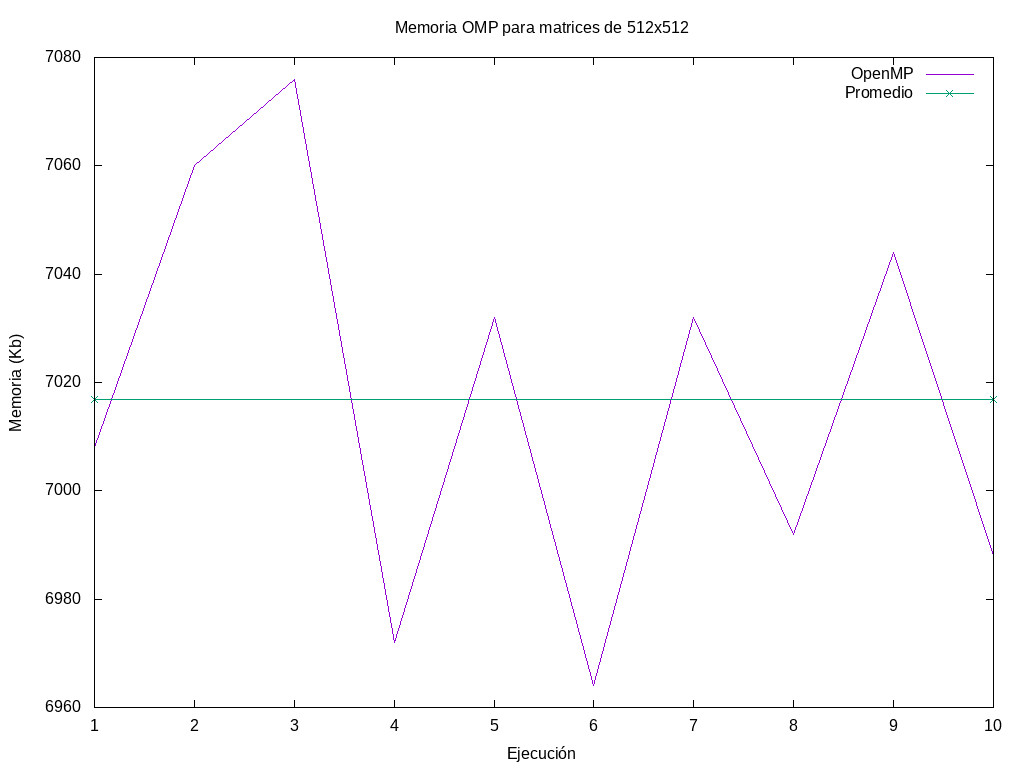 Memoria OMP para matrices de 512x512
7080
7060
7040
7020
7000
6980
6960
Memoria (Kb)
OpenMP
Promedio
1 2 3 4 5 6 7 8 9 10
Ejecución